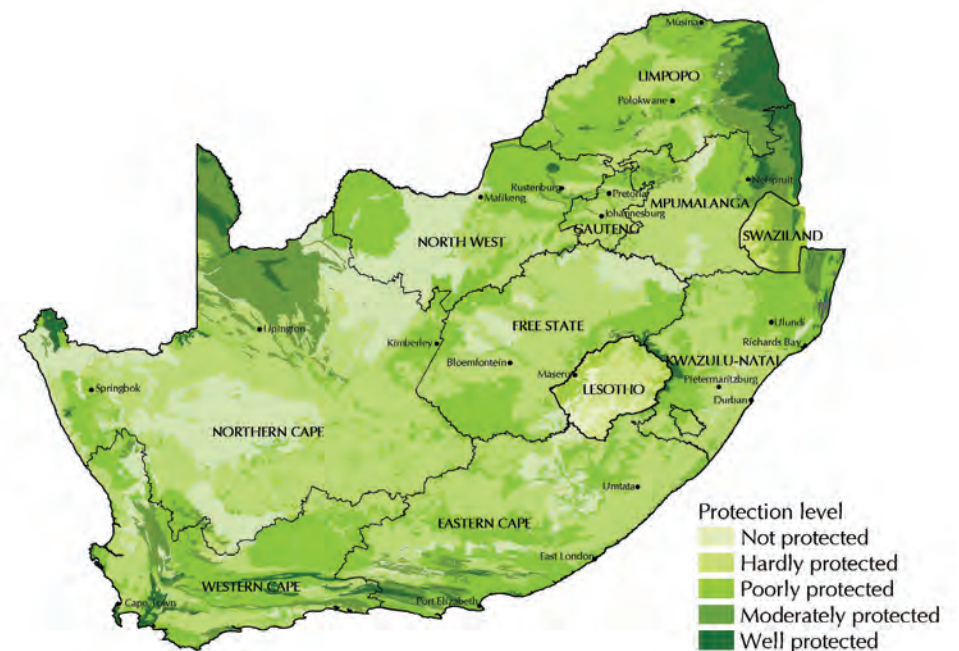 Musina
LIMPOPO
Polokwane
Nelspruit
Rustenburg
Pretoria
Mafikeng
MPUMALANGA
Johannesburg
GAUTENG
NORTH WEST
SWAZILAND
FREE STATE
Ulundi
Upington
Kimberley
Richards Bay
Bloemfontein
KWAZULU-NATAL
Maseru
LESOTHO
Pietermaritzburg
Springbok
Durban
NORTHERN CAPE
Umtata
EASTERN CAPE
East London
WESTERN CAPE
Cape Town
Port Elizabeth
Protection level
Not protected
Hardly protected
Poorly protected
Moderately protected
Well protected